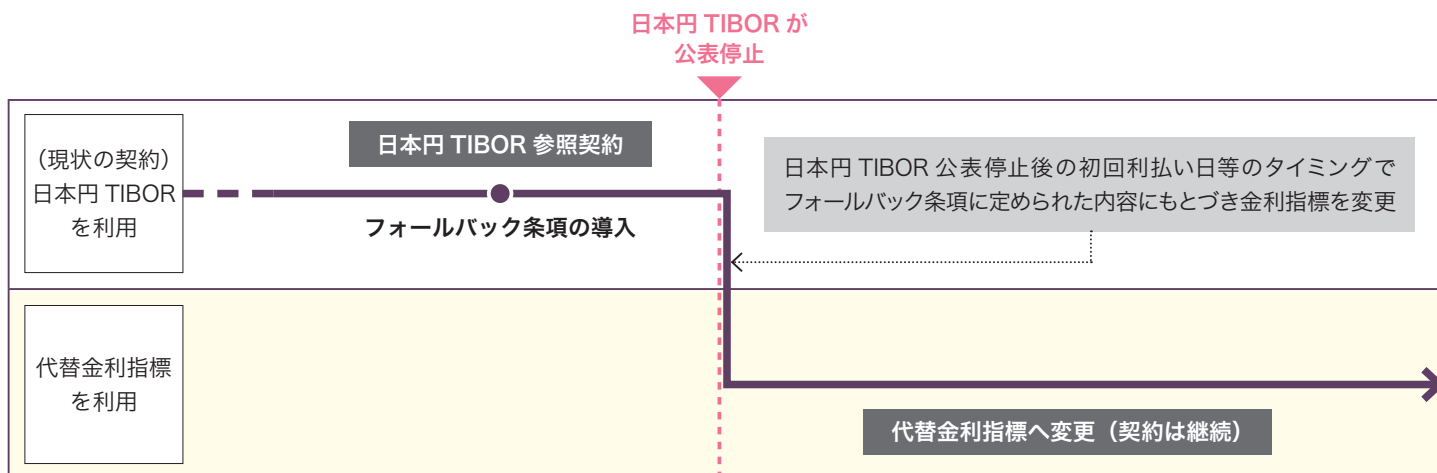 日本円 TIBOR が
公表停止
（現状の契約）
日本円 TIBOR
を利用
日本円 TIBOR 参照契約
フォールバック条項の導入
日本円 TIBOR 公表停止後の初回利払い日等のタイミングで
フォールバック条項に定められた内容にもとづき金利指標を変更
代替金利指標
を利用
代替金利指標へ変更（契約は継続）